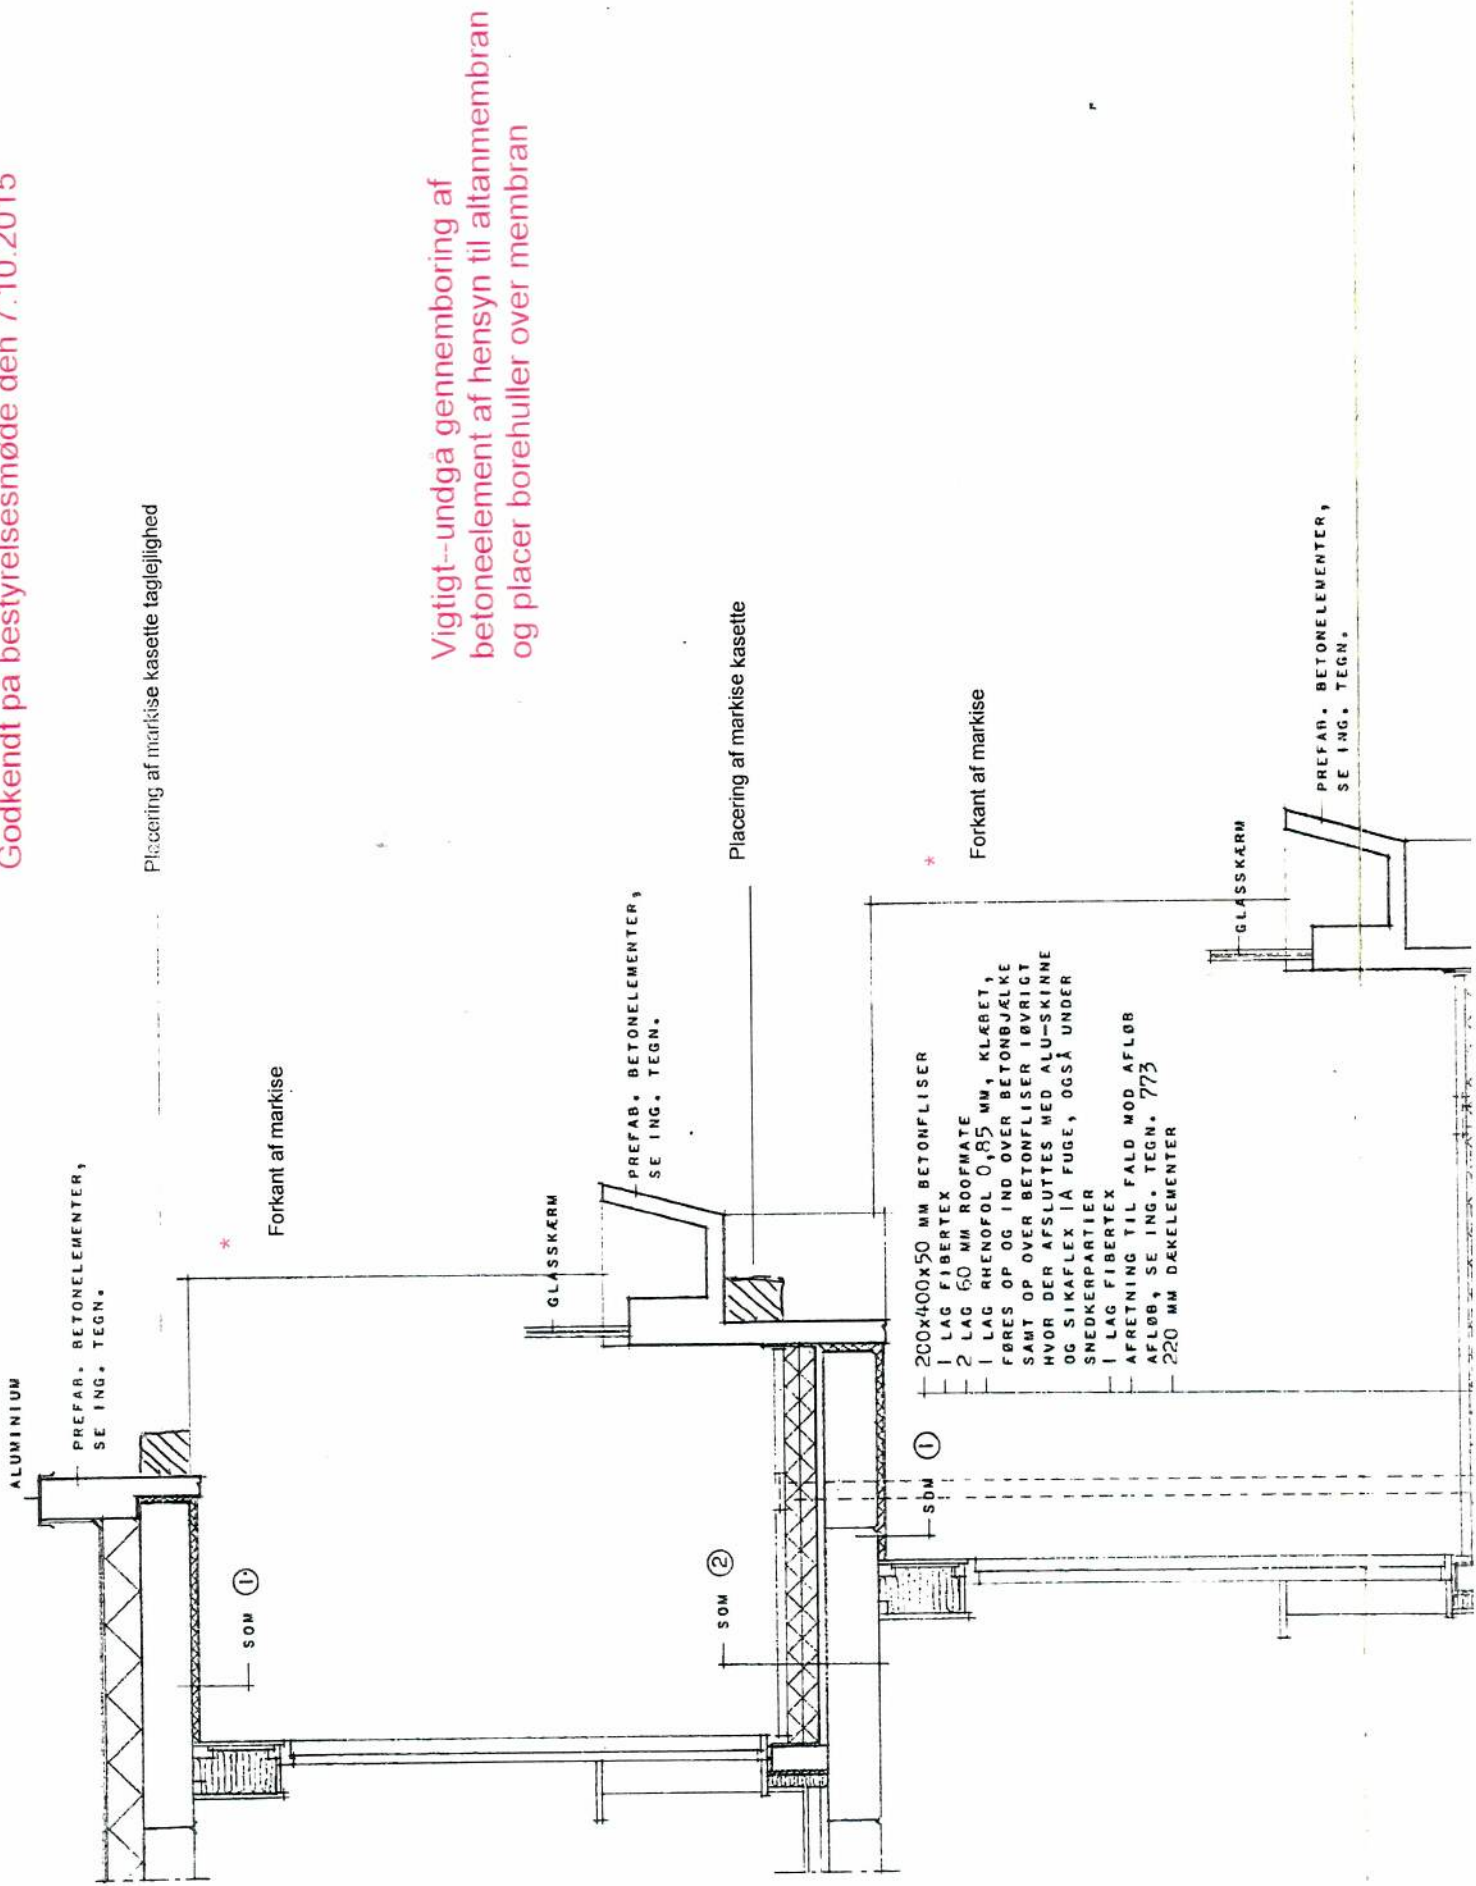 Godkendt på bestyrelsesmøde den 7.10.2015
ALUMINIUM
PREFAB. BETONELEMENTER,
SE ING. TEGN.
Placering af markise kasette taglejlighed
*
Forkant af markise
SOM 1
Vigtigt--undgå gennemboring af
betoneelement af hensyn til altanmembran
og placer borehuller over membran
GLASSKÆRM
PREFAB. BETONELEMENTER,
SE ING. TEGN.
SOM 2
Placering af markise kasette
*
Forkant af markise
SOM 1
200x400x50 MM BETONFLISER
1 LAG FIBERTEX
2 LAG 60 MM ROOFMATE
1 LAG RHENOFOL 0,85 MM, KLÆBET,
FØRES OP OG IND OVER BETONBJÆLKE
SAMT OP OVER BETONFLISER IØVRIGT
HVOR DER AFSLUTTES MED ALU-SKINNE
OG SIKAFLEX IA FUGE, OGSÅ UNDER
SNEDKERPARTIER
1 LAG FIBERTEX
AFRETNING TIL FALD MOD AFLØB
AFLØB, SE ING. TEGN. 773
220 MM DÆKELEMENTER
GLASSKÆRM
PREFAB. BETONELEMENTER,
SE ING. TEGN.